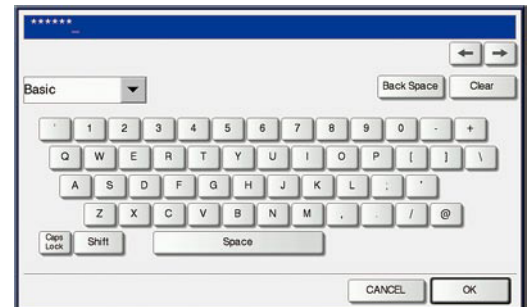 ******_
← →
Basic Back Space Clear
' 1 2 3 4 5 6 7 8 9 0 - +
Q W E R T Y U I O P [ ] \
A S D F G H J K L ; '
Z X C V B N M , . / @
Caps Lock Shift Space
CANCEL OK